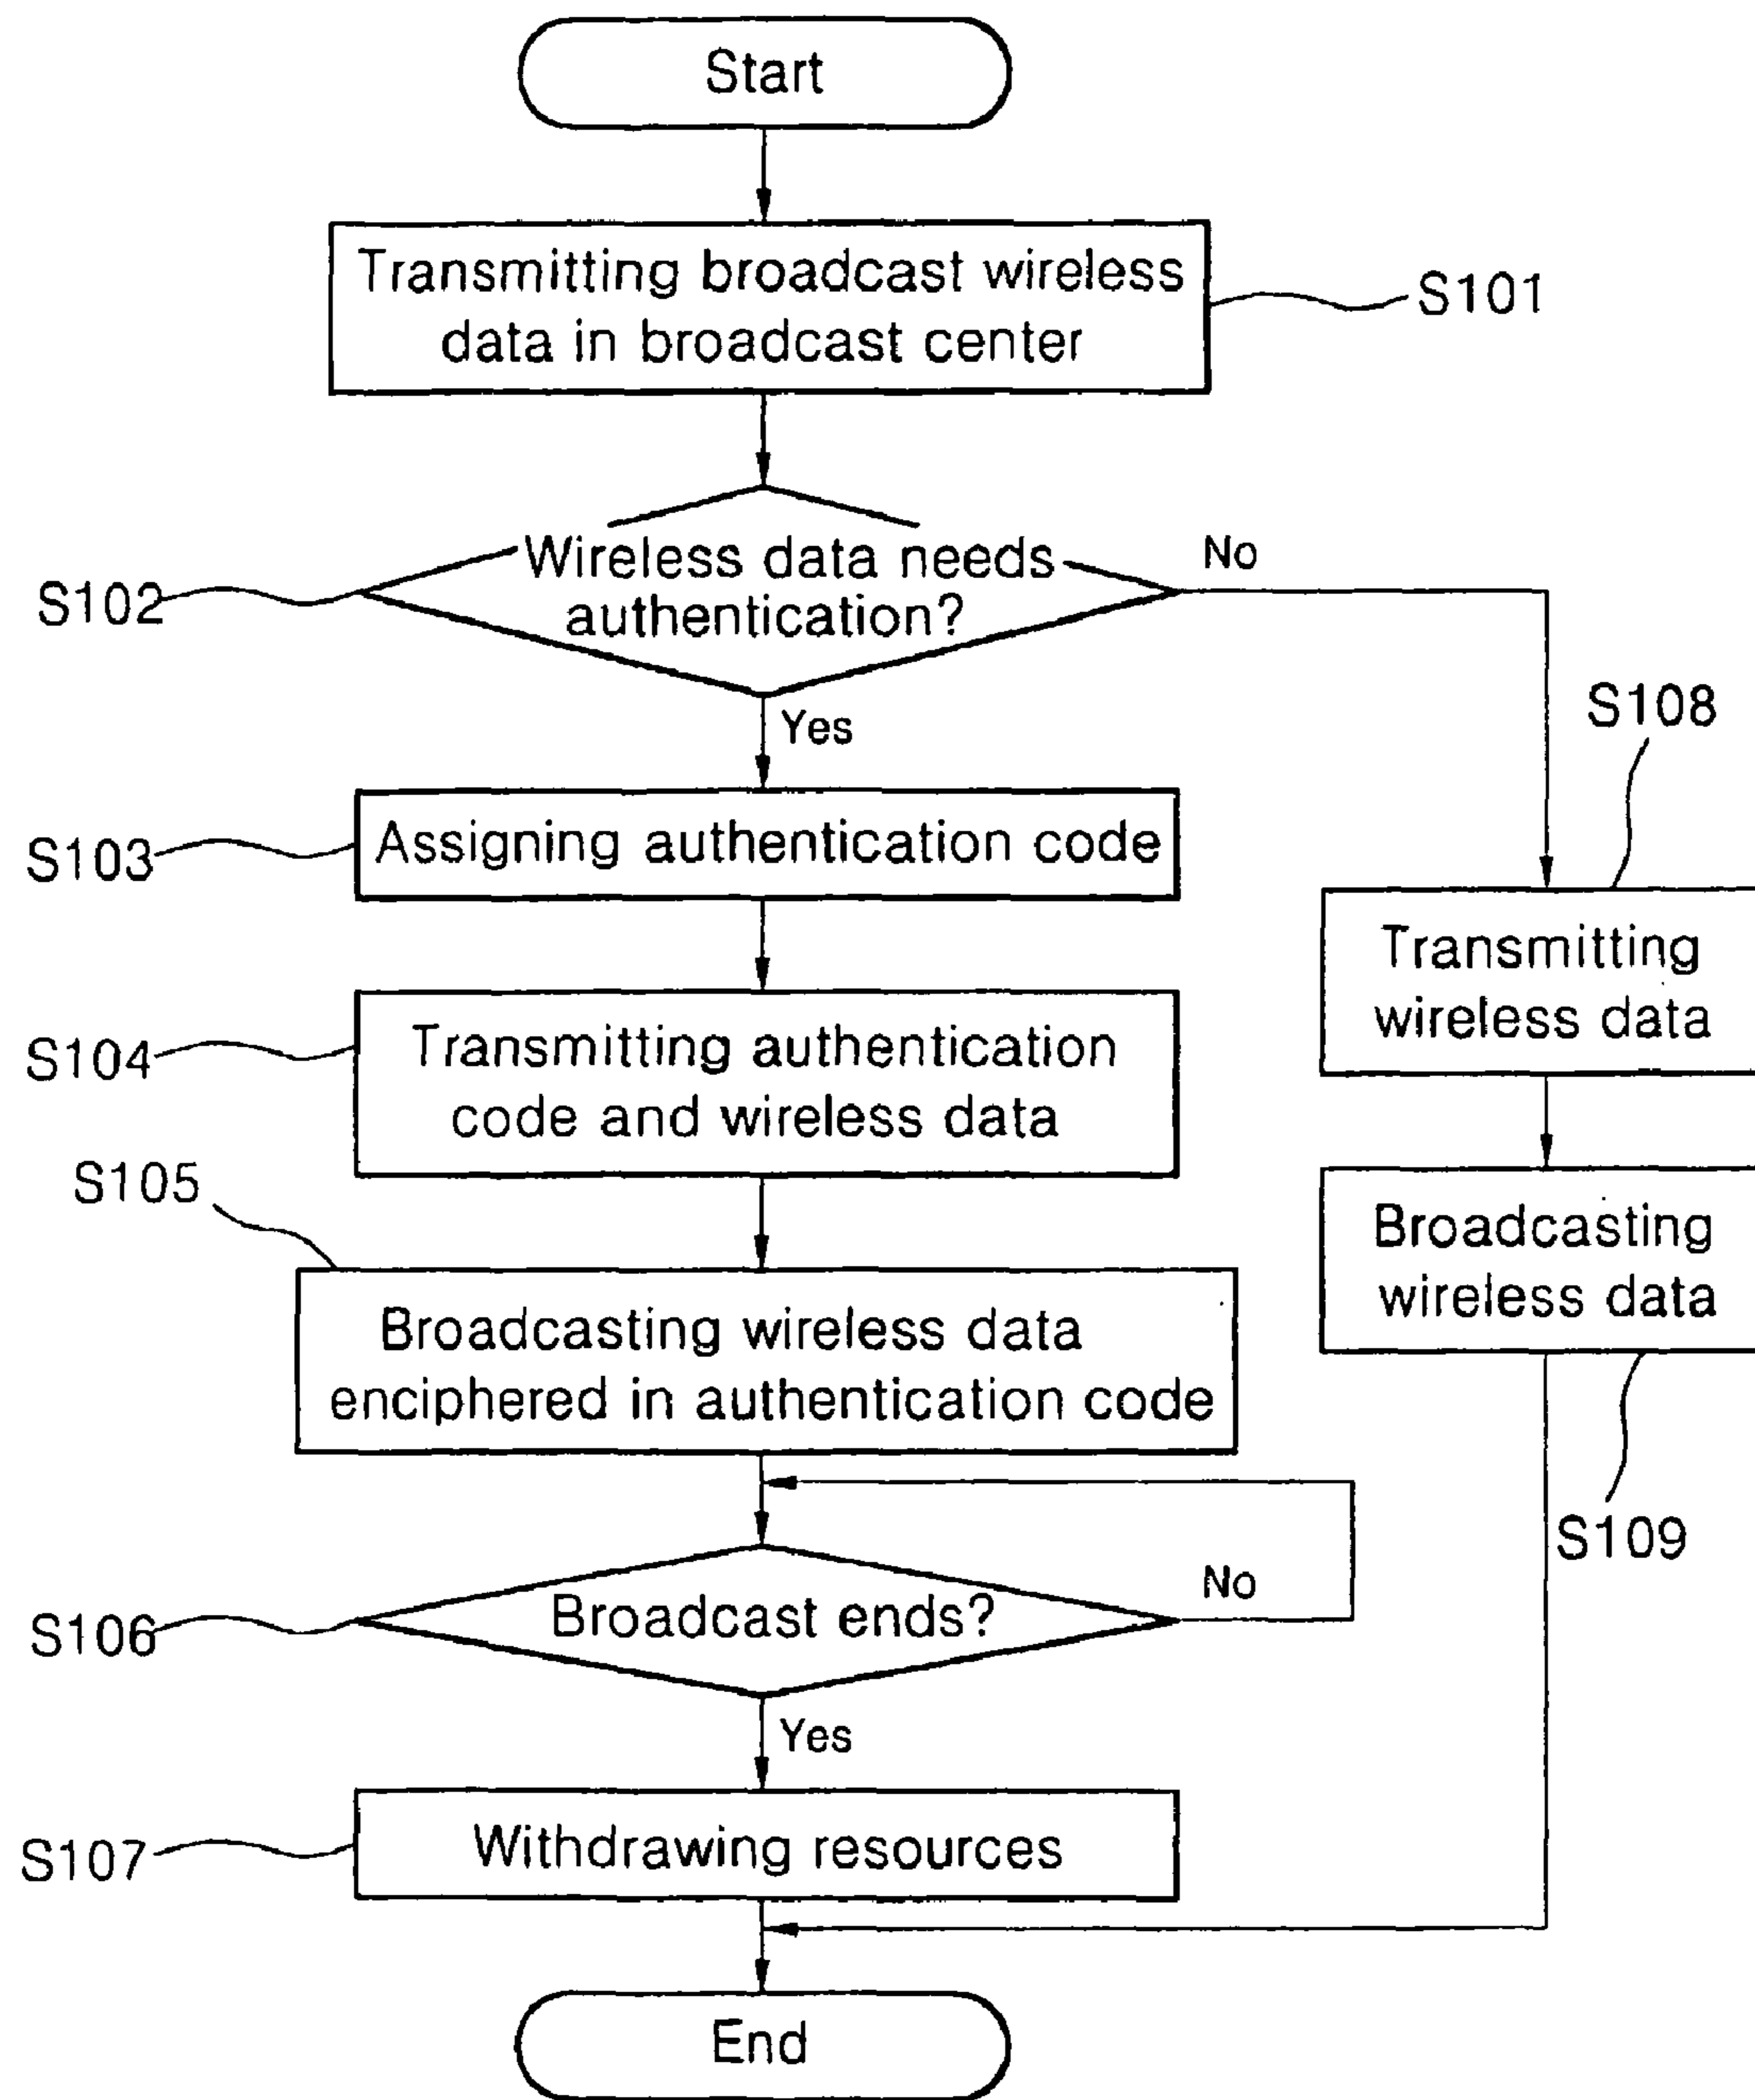 Start
Transmitting broadcast wireless
data in broadcast center
S101
Wireless data needs
authentication?
S102
No
Yes
S108
Assigning authentication code
S103
Transmitting
wireless data
Transmitting authentication
code and wireless data
S104
S105
Broadcasting
wireless data
Broadcasting wireless data
enciphered in authentication code
S109
No
Broadcast ends?
S106
Yes
Withdrawing resources
S107
End